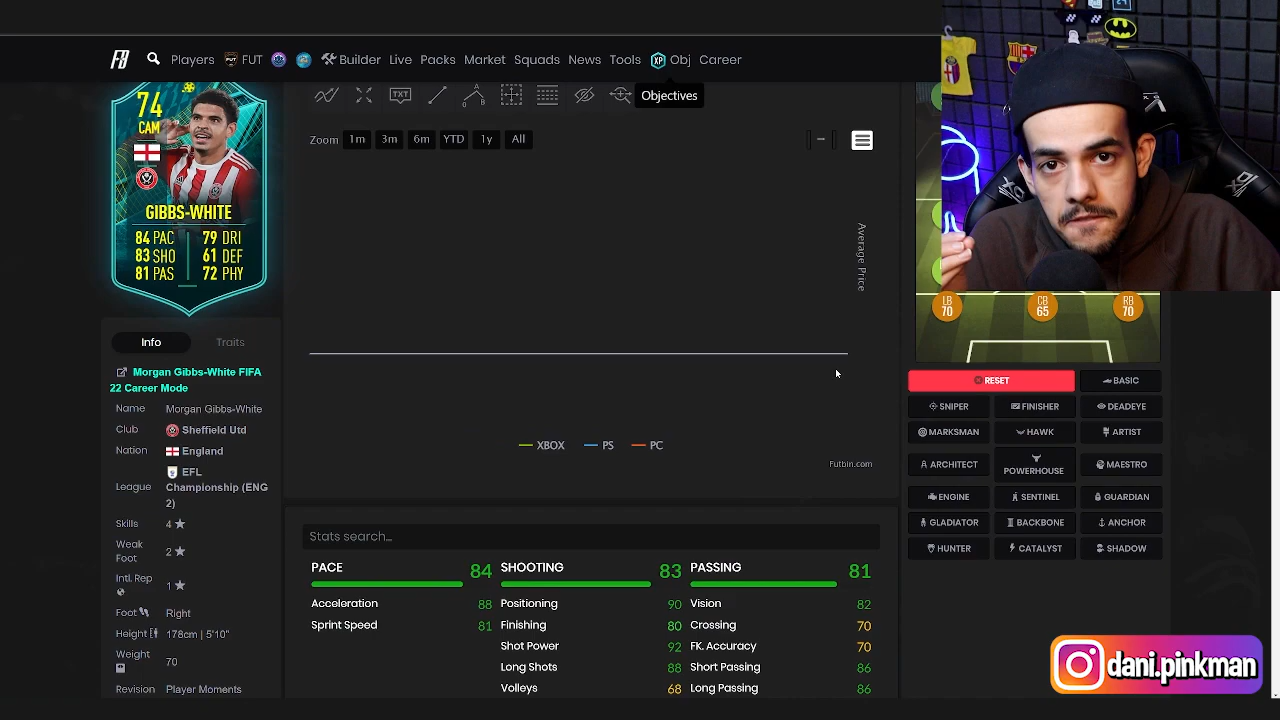 Players FUT Builder Live Packs Market Squads News Tools XP Obj Career
Objectives
TXT
A B
Zoom 1m 3m 6m YTD 1y All
74
CAM
GIBBS-WHITE
84 PAC 79 DRI
83 SHO 61 DEF
81 PAS 72 PHY
Average Price
XBOX PS PC
Futbin.com
Info Traits
Morgan Gibbs-White FIFA
22 Career Mode
Name Morgan Gibbs-White
Club Sheffield Utd
Nation England
League EFL Championship (ENG 2)
Skills 4
Weak Foot 2
Intl. Rep 1
Foot Right
Height 178cm | 5'10"
Weight 70
Revision Player Moments
Stats search...
PACE 84 SHOOTING 83 PASSING 81
Acceleration 88 Positioning 90 Vision 82
Sprint Speed 81 Finishing 80 Crossing 70
Shot Power 92 FK. Accuracy 70
Long Shots 88 Short Passing 86
Volleys 68 Long Passing 86
LB 70
CB 65
RB 70
RESET BASIC
SNIPER FINISHER DEADEYE
MARKSMAN HAWK ARTIST
ARCHITECT POWERHOUSE MAESTRO
ENGINE SENTINEL GUARDIAN
GLADIATOR BACKBONE ANCHOR
HUNTER CATALYST SHADOW
dani.pinkman